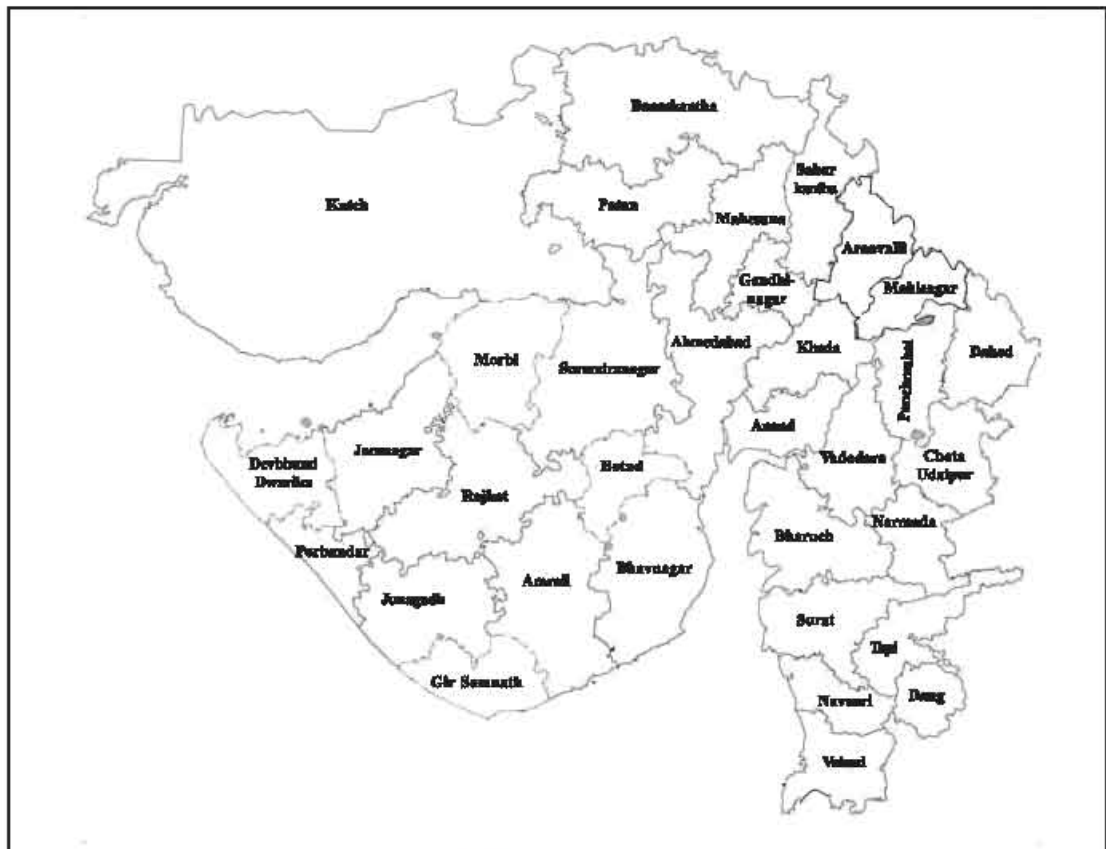 Banaskantha
Sabar
kantha
Kutch
Patan
Mahesana
Aravalli
Gandhi-
nagar
Mahisagar
Ahmedabad
Kheda
Morbi
Surendranagar
Dahod
Panchmahal
Anand
Jamnagar
Devbhumi
Dwarka
Botad
Vadodara
Chota
Udaipur
Rajkot
Narmada
Bharuch
Porbandar
Amreli
Bhavnagar
Junagadh
Surat
Tapi
Gir Somnath
Navsari
Dang
Valsad